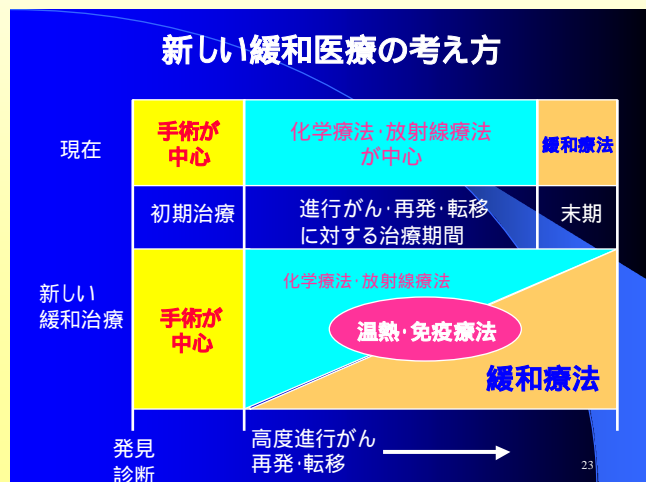 新しい緩和医療の考え方
現在
手術が
中心
化学療法・放射線療法
が中心
緩和療法
初期治療
進行がん・再発・転移
に対する治療期間
末期
新しい
緩和治療
手術が
中心
化学療法・放射線療法
温熱・免疫療法
緩和療法
発見
診断
高度進行がん
再発・転移
23